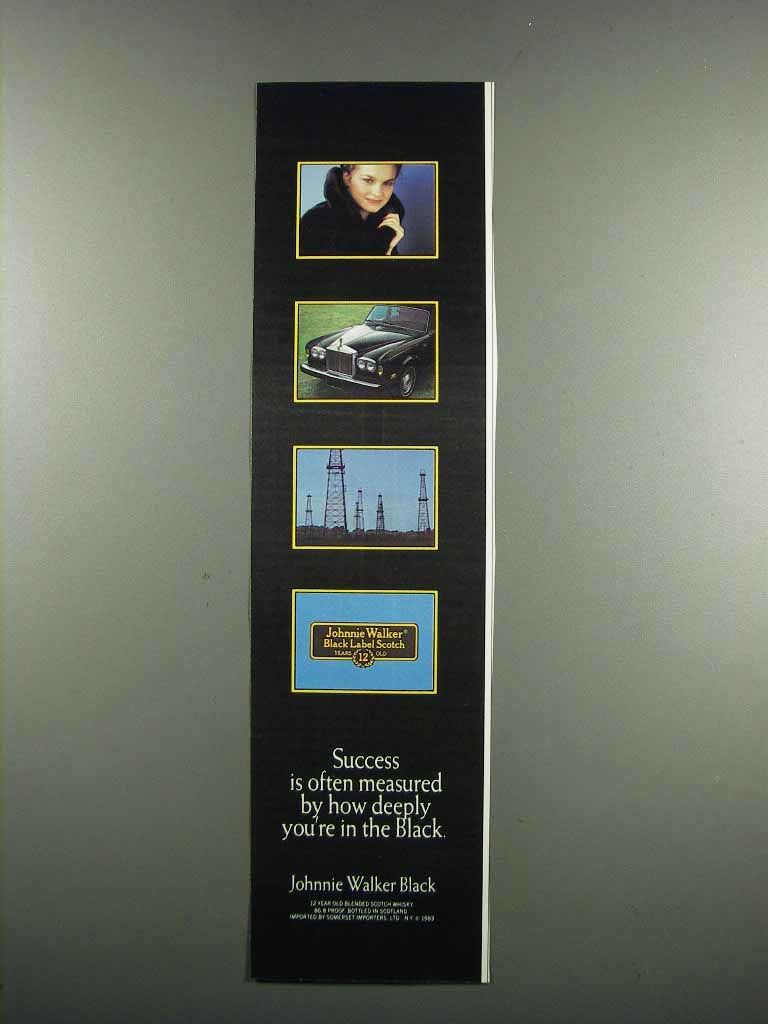 Johnnie Walker®
Black Label Scotch
YEARS 12 OLD
Success
is often measured
by how deeply
you're in the Black.
Johnnie Walker Black
12 YEAR OLD BLENDED SCOTCH WHISKY,
86.8 PROOF. BOTTLED IN SCOTLAND.
IMPORTED BY SOMERSET IMPORTERS, LTD., N.Y. © 1983